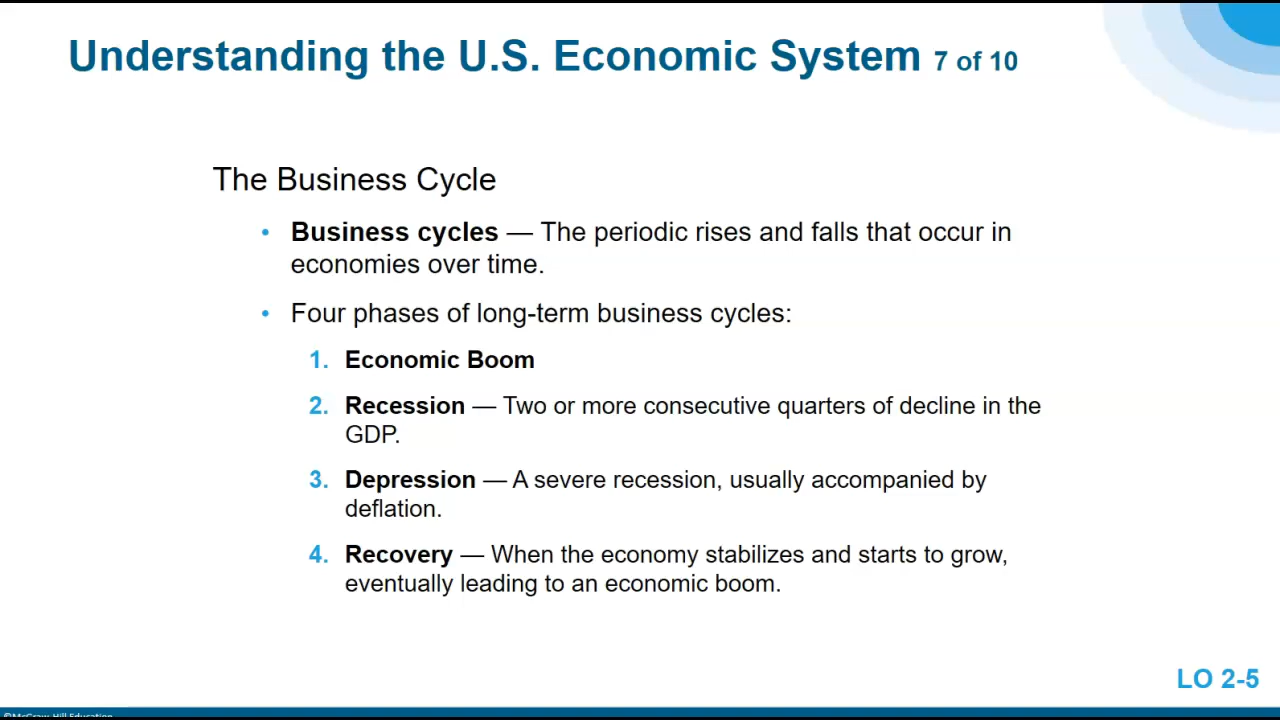 Understanding the U.S. Economic System 7 of 10
The Business Cycle
• Business cycles — The periodic rises and falls that occur in
economies over time.
• Four phases of long-term business cycles:
1. Economic Boom
2. Recession — Two or more consecutive quarters of decline in the
GDP.
3. Depression — A severe recession, usually accompanied by
deflation.
4. Recovery — When the economy stabilizes and starts to grow,
eventually leading to an economic boom.
LO 2-5
©McGraw-Hill Education